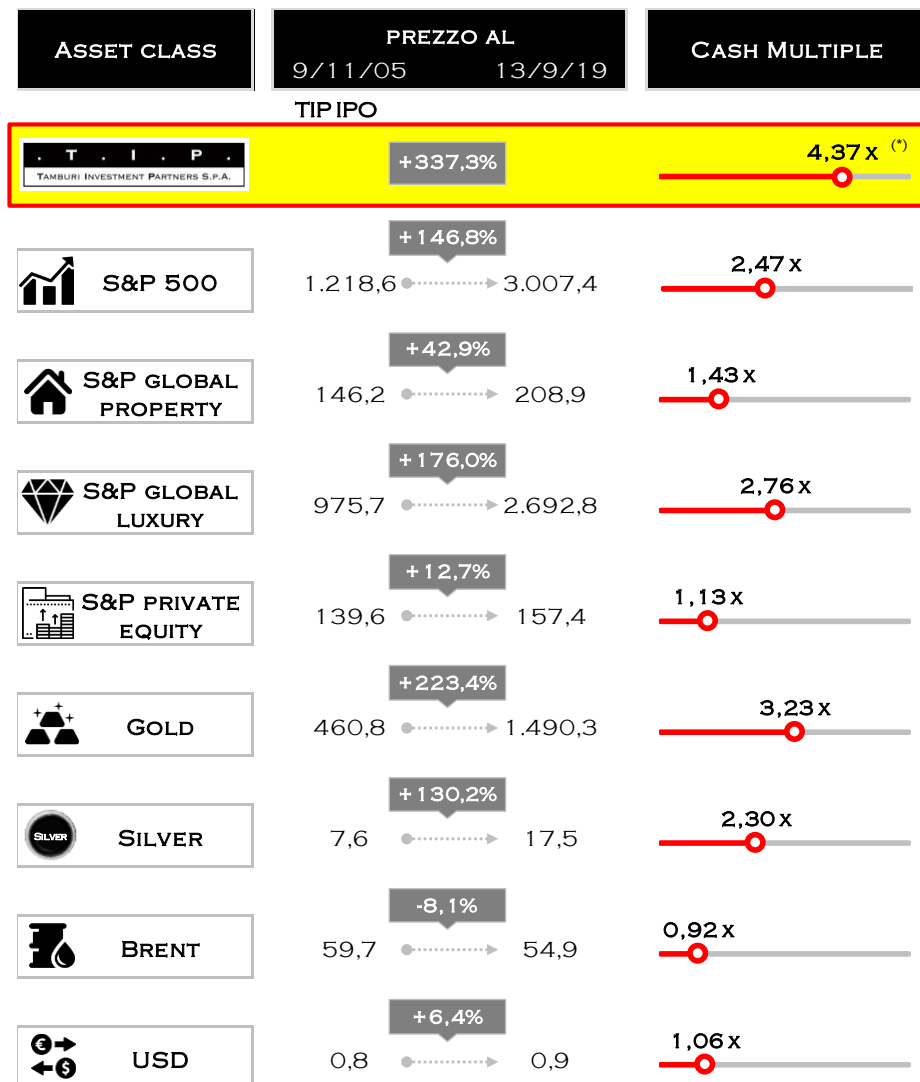 ASSET CLASS
PREZZO AL
9/11/05 13/9/19
CASH MULTIPLE
TIP IPO
. T . I . P .
TAMBURI INVESTMENT PARTNERS S.P.A.
+337,3%
4,37 x (*)
+146,8%
S&P 500
1.218,6 3.007,4
2,47 x
+42,9%
S&P GLOBAL
PROPERTY
146,2 208,9
1,43 x
+176,0%
S&P GLOBAL
LUXURY
975,7 2.692,8
2,76 x
+12,7%
S&P PRIVATE
EQUITY
139,6 157,4
1,13 x
+223,4%
GOLD
460,8 1.490,3
3,23 x
+130,2%
SILVER
SILVER
7,6 17,5
2,30 x
-8,1%
BRENT
59,7 54,9
0,92 x
+6,4%
€
$
USD
0,8 0,9
1,06 x